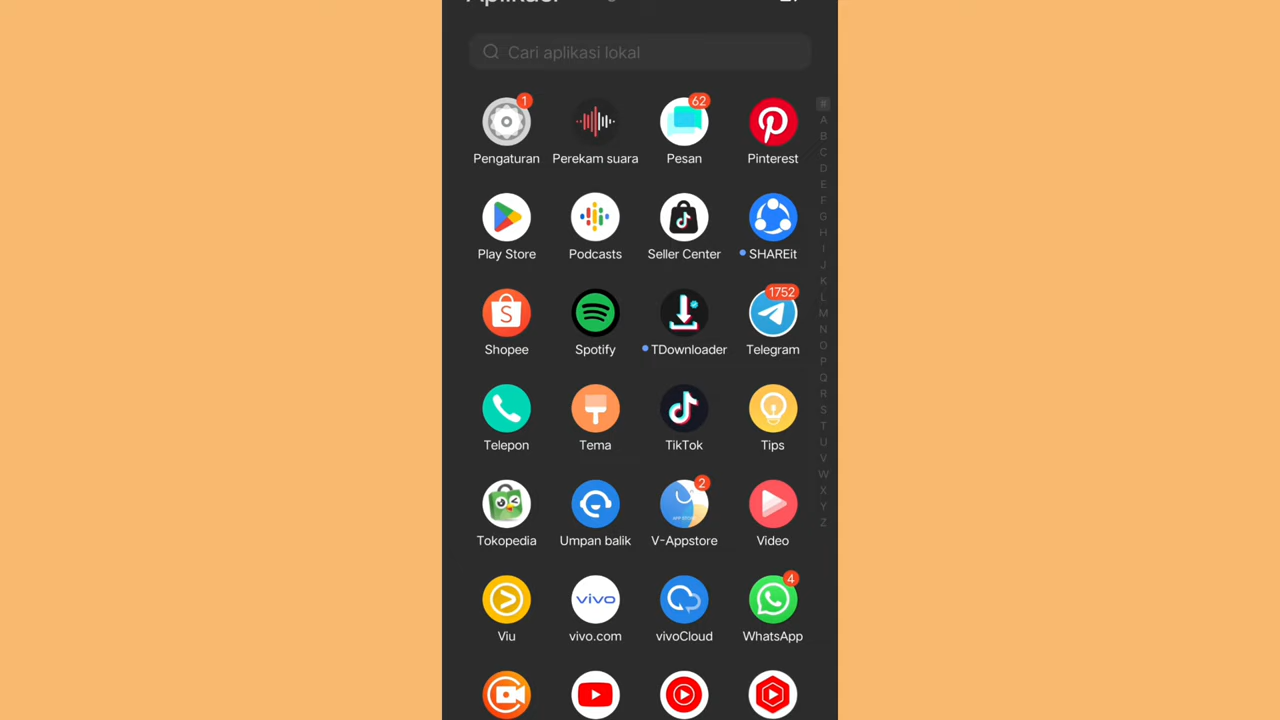 Aplikasi
Cari aplikasi lokal
#
A
B
C
D
E
F
G
H
I
J
K
L
M
N
O
P
Q
R
S
T
U
V
W
X
Y
Z
1
62
Pengaturan
Perekam suara
Pesan
Pinterest
Play Store
Podcasts
Seller Center
SHAREit
1752
Shopee
Spotify
TDownloader
Telegram
Telepon
Tema
TikTok
Tips
2
Tokopedia
Umpan balik
V-Appstore
Video
4
vivo
Viu
vivo.com
vivoCloud
WhatsApp